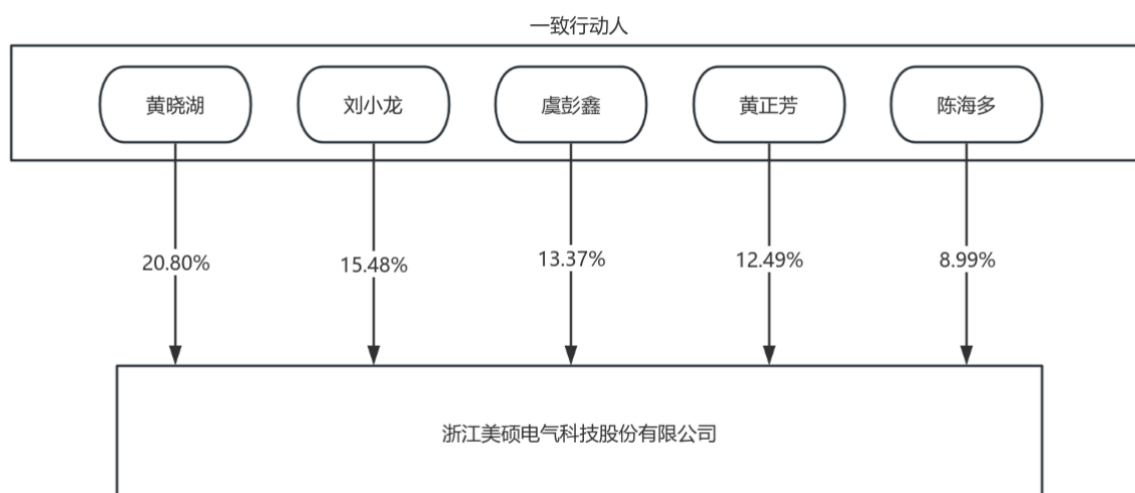 一致行动人
黄晓湖
刘小龙
虞彭鑫
黄正芳
陈海多
20.80%
15.48%
13.37%
12.49%
8.99%
浙江美硕电气科技股份有限公司